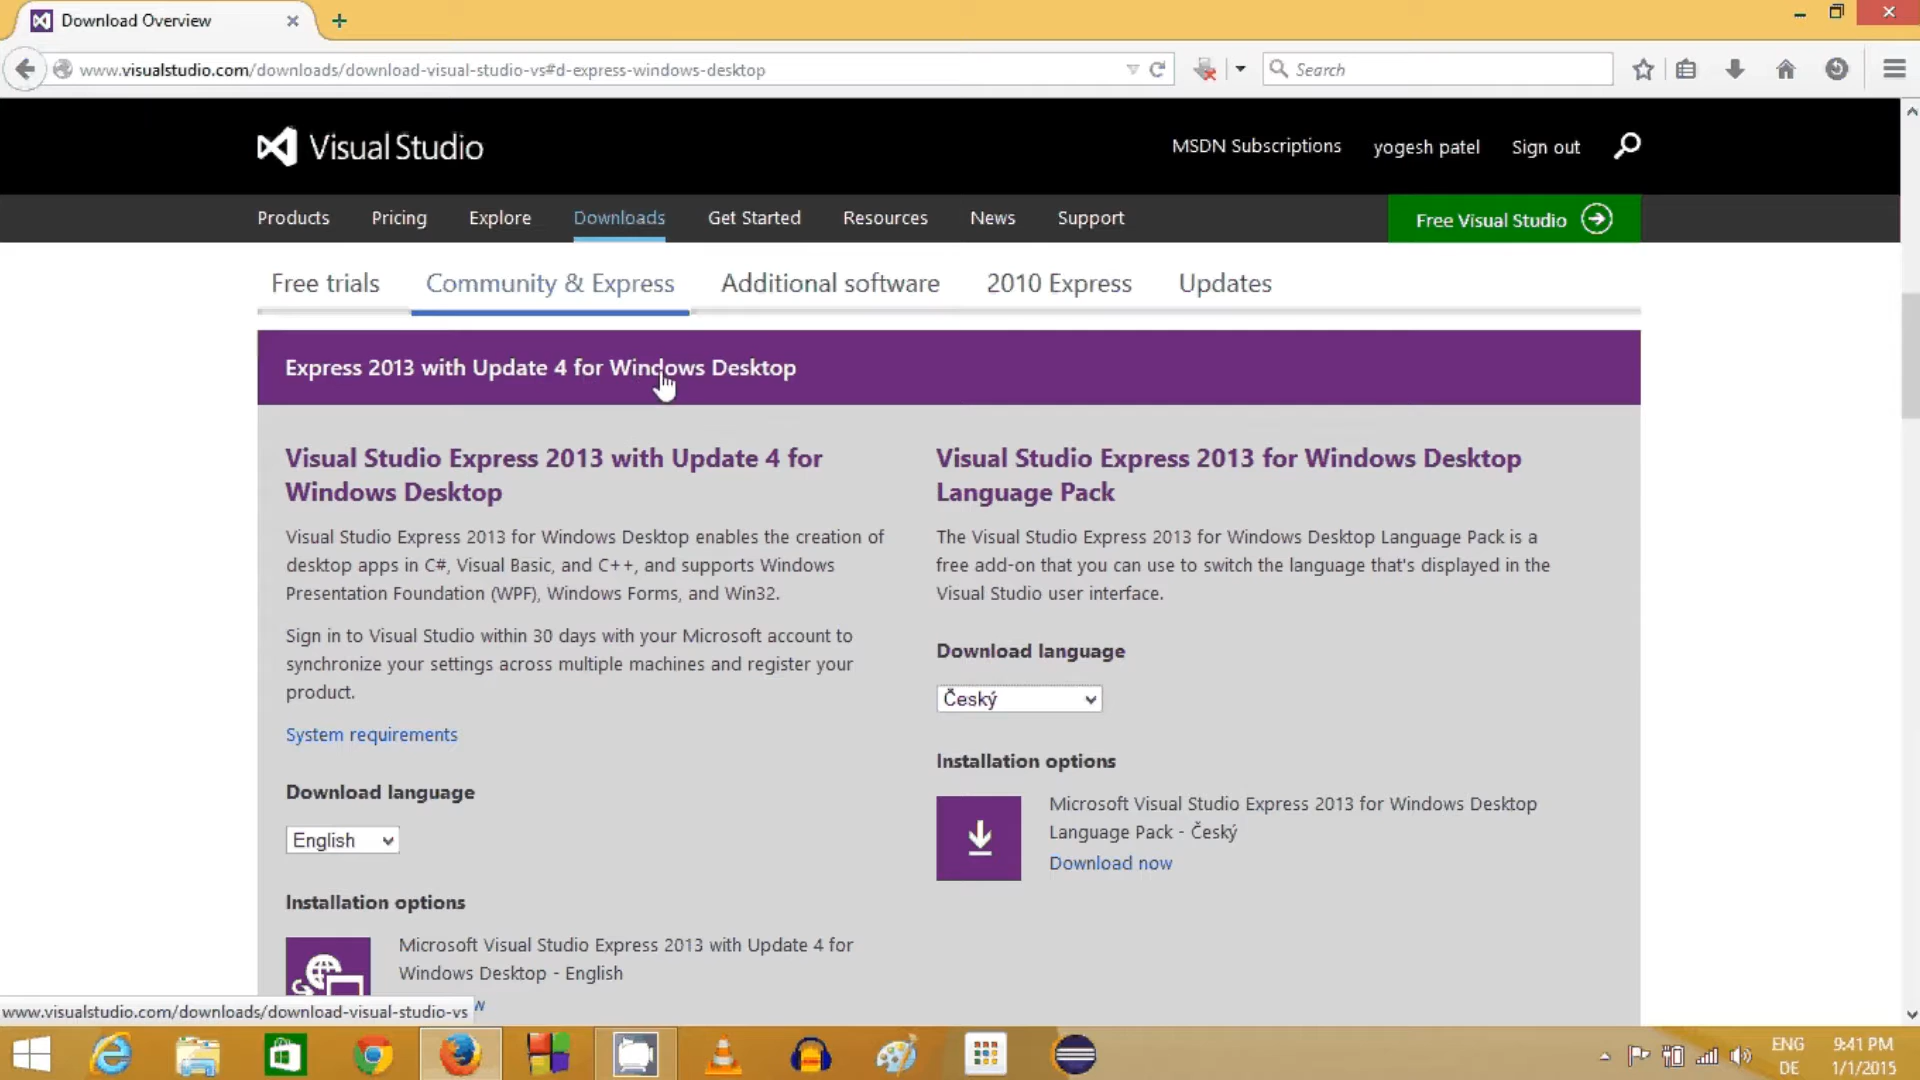 Download Overview
www.visualstudio.com/downloads/download-visual-studio-vs#d-express-windows-desktop
Search
Visual Studio
MSDN Subscriptions
yogesh patel
Sign out
Products
Pricing
Explore
Downloads
Get Started
Resources
News
Support
Free Visual Studio
Free trials
Community & Express
Additional software
2010 Express
Updates
Express 2013 with Update 4 for Windows Desktop
Visual Studio Express 2013 with Update 4 for
Windows Desktop
Visual Studio Express 2013 for Windows Desktop enables the creation of
desktop apps in C#, Visual Basic, and C++, and supports Windows
Presentation Foundation (WPF), Windows Forms, and Win32.
Sign in to Visual Studio within 30 days with your Microsoft account to
synchronize your settings across multiple machines and register your
product.
System requirements
Download language
English
Installation options
Microsoft Visual Studio Express 2013 with Update 4 for
Windows Desktop - English
Visual Studio Express 2013 for Windows Desktop
Language Pack
The Visual Studio Express 2013 for Windows Desktop Language Pack is a
free add-on that you can use to switch the language that's displayed in the
Visual Studio user interface.
Download language
Český
Installation options
Microsoft Visual Studio Express 2013 for Windows Desktop
Language Pack - Český
Download now
www.visualstudio.com/downloads/download-visual-studio-vs
ENG
DE
9:41 PM
1/1/2015